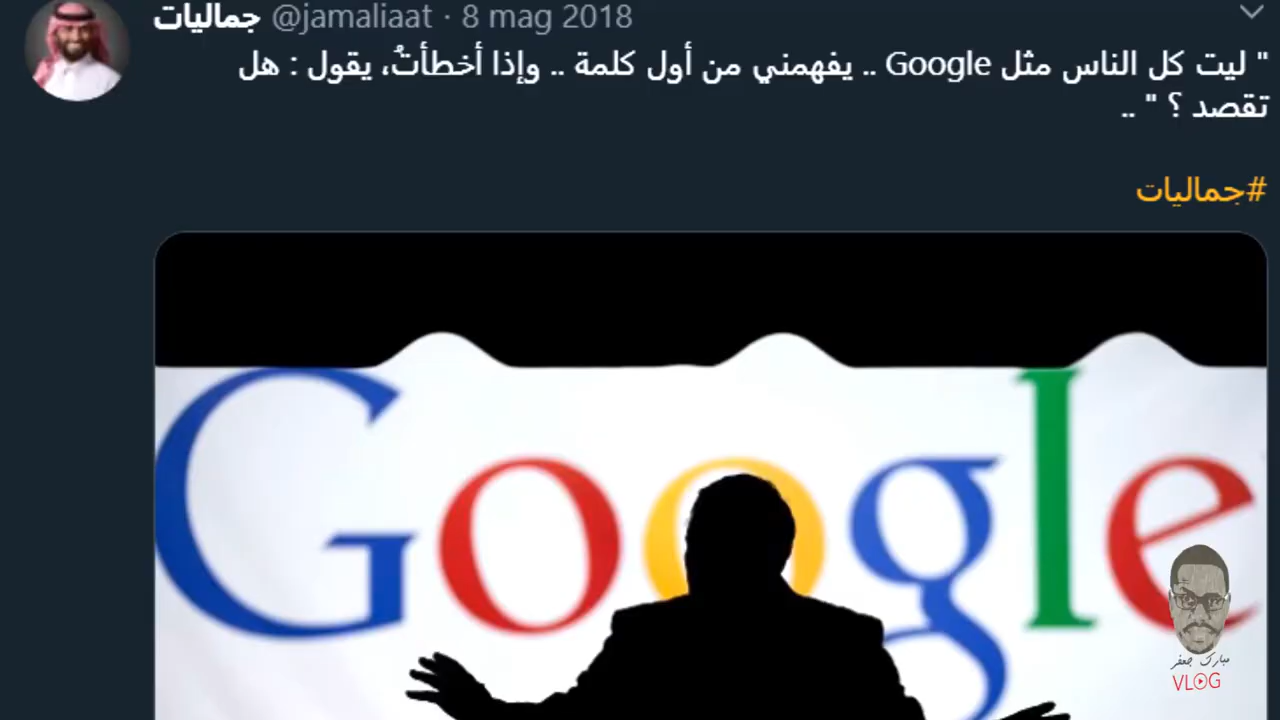 جماليات @jamaliaat · 8 mag 2018
" ليت كل الناس مثل Google .. يفهمني من أول كلمة .. وإذا أخطأتُ، يقول : هل
تقصد ؟ " ..
#جماليات
Google
مبارك جعفر
VLOG